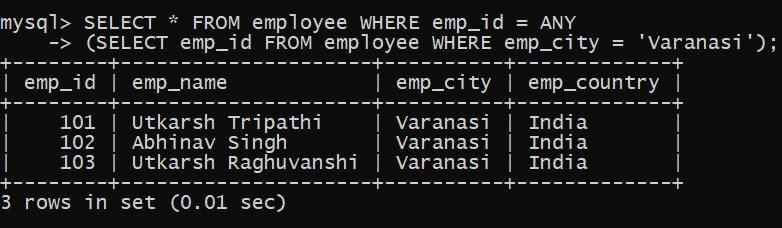 mysql> SELECT * FROM employee WHERE emp_id = ANY
    -> (SELECT emp_id FROM employee WHERE emp_city = 'Varanasi');
+--------+---------------------+----------+-------------+
| emp_id | emp_name            | emp_city | emp_country |
+--------+---------------------+----------+-------------+
|    101 | Utkarsh Tripathi    | Varanasi | India       |
|    102 | Abhinav Singh       | Varanasi | India       |
|    103 | Utkarsh Raghuvanshi | Varanasi | India       |
+--------+---------------------+----------+-------------+
3 rows in set (0.01 sec)